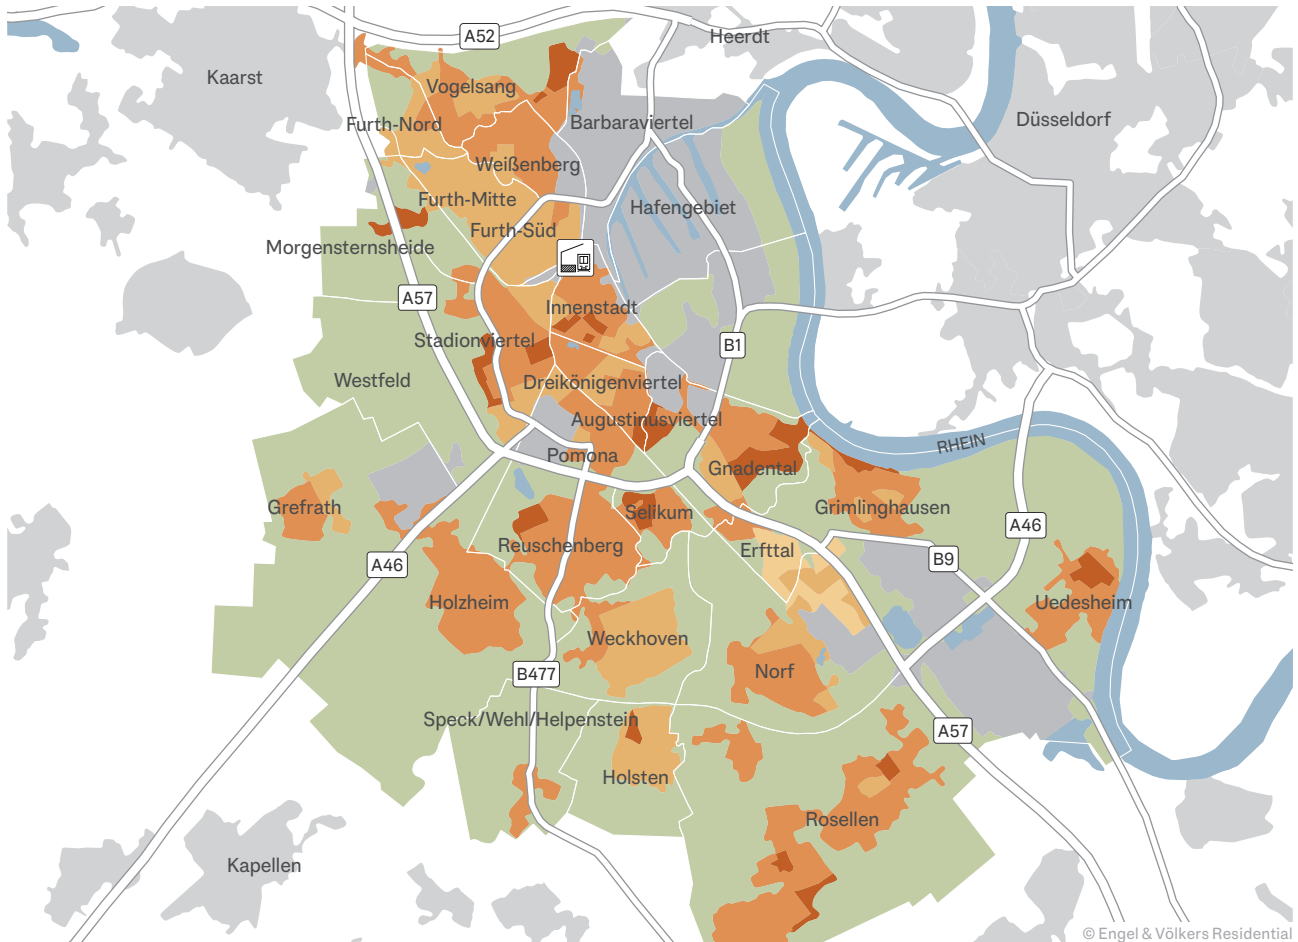 A52
Heerdt
Kaarst
Vogelsang
Furth-Nord
Barbaraviertel
Düsseldorf
Weißenberg
Furth-Mitte
Hafengebiet
Furth-Süd
Morgensternsheide
A57
Innenstadt
Stadionviertel
B1
Westfeld
Dreikönigenviertel
Augustinusviertel
RHEIN
Pomona
Gnadental
Grefrath
Selikum
Grimlinghausen
A46
Reuschenberg
Erfttal
B9
A46
Holzheim
Uedesheim
Weckhoven
Norf
B477
Speck/Wehl/Helpenstein
A57
Holsten
Rosellen
Kapellen
© Engel & Völkers Residential